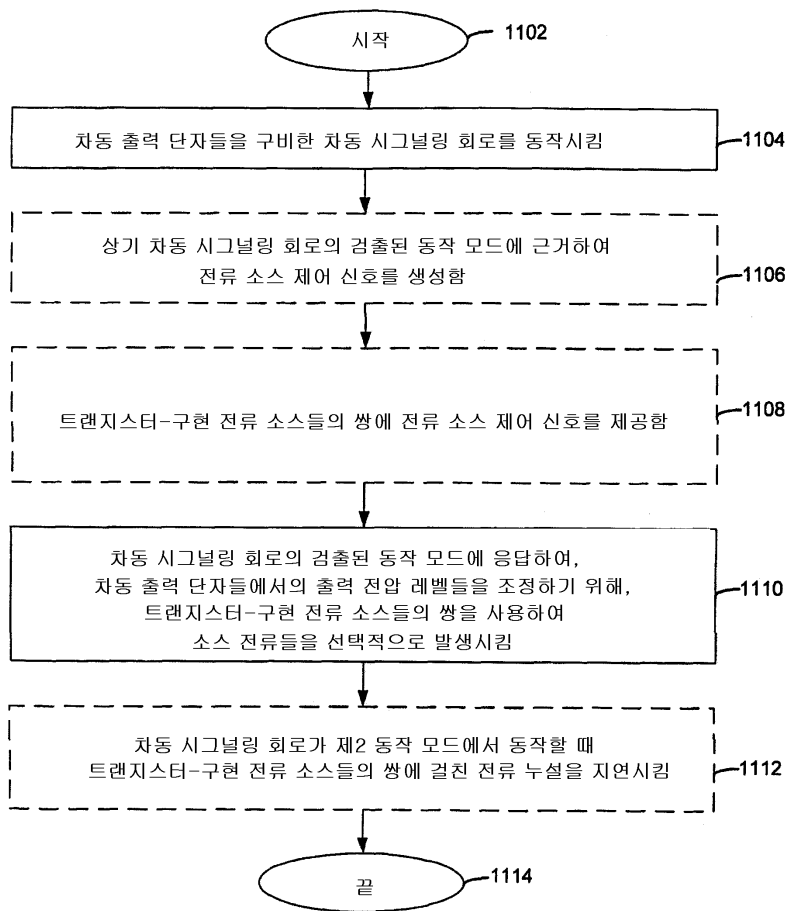 시작
1102
차동 출력 단자들을 구비한 차동 시그널링 회로를 동작시킴
1104
상기 차동 시그널링 회로의 검출된 동작 모드에 근거하여
전류 소스 제어 신호를 생성함
1106
트랜지스터-구현 전류 소스들의 쌍에 전류 소스 제어 신호를 제공함
1108
차동 시그널링 회로의 검출된 동작 모드에 응답하여,
차동 출력 단자들에서의 출력 전압 레벨들을 조정하기 위해,
트랜지스터-구현 전류 소스들의 쌍을 사용하여
소스 전류들을 선택적으로 발생시킴
1110
차동 시그널링 회로가 제2 동작 모드에서 동작할 때
트랜지스터-구현 전류 소스들의 쌍에 걸친 전류 누설을 지연시킴
1112
끝
1114